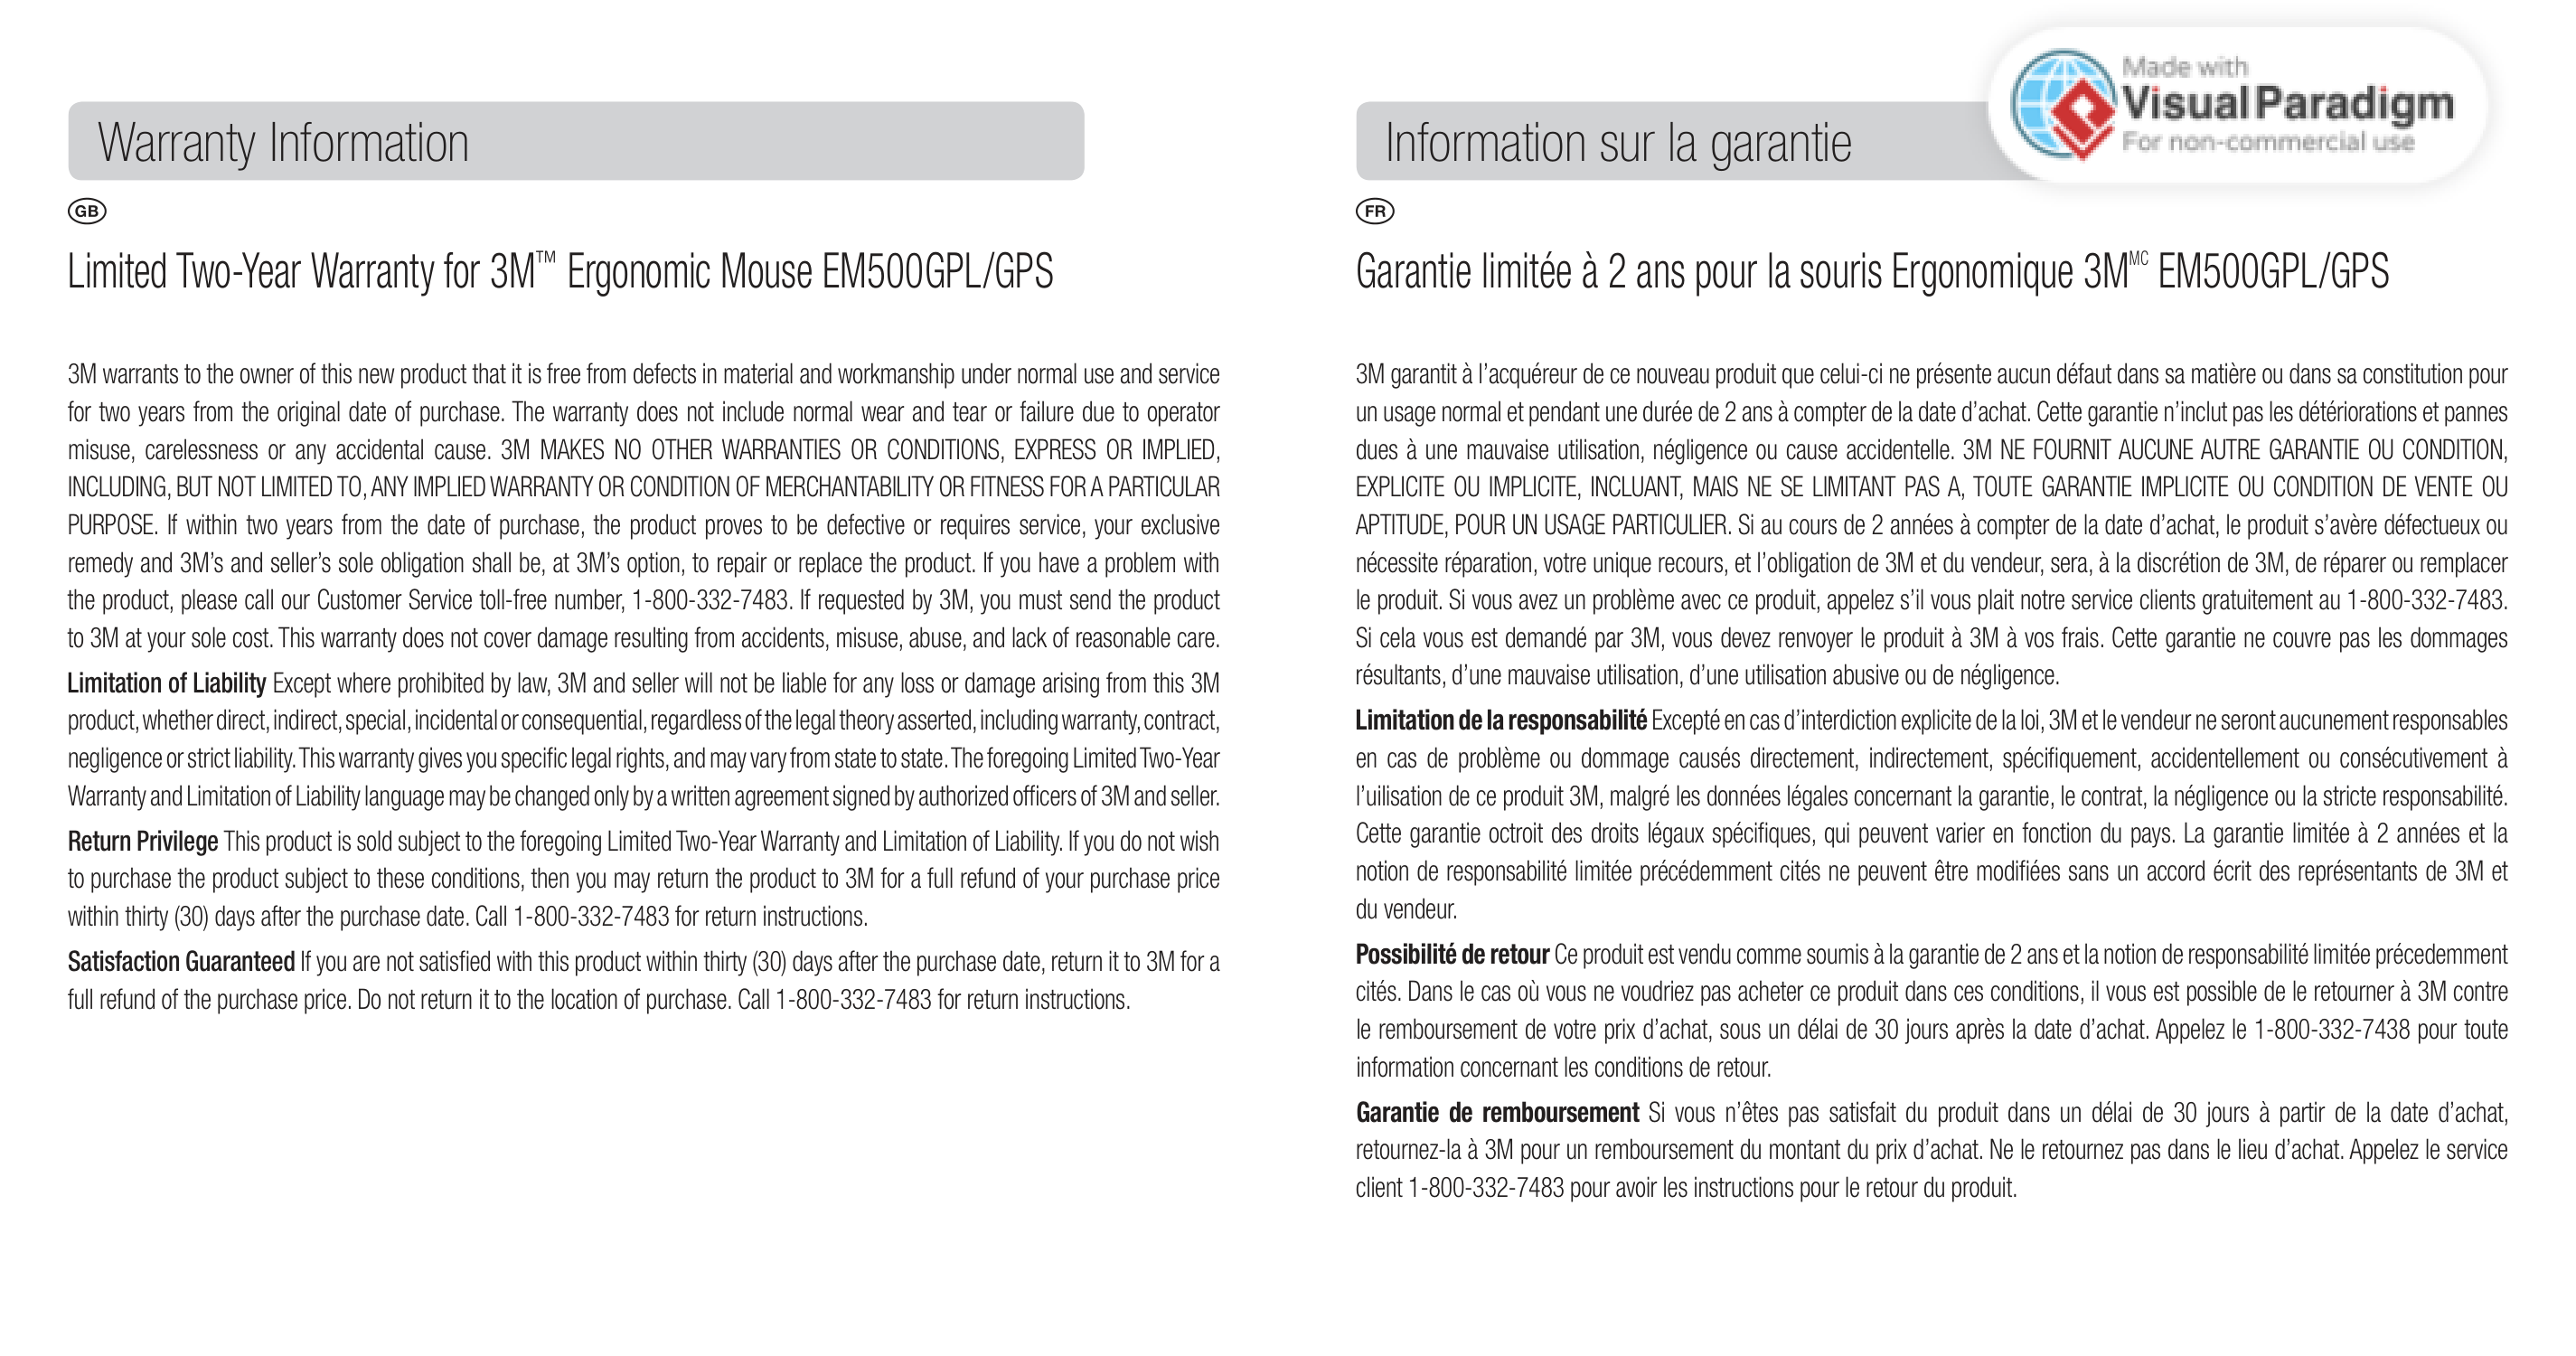 Warranty Information
GB
Limited Two-Year Warranty for 3M™ Ergonomic Mouse EM500GPL/GPS
3M warrants to the owner of this new product that it is free from defects in material and workmanship under normal use and service
for two years from the original date of purchase. The warranty does not include normal wear and tear or failure due to operator
misuse, carelessness or any accidental cause. 3M MAKES NO OTHER WARRANTIES OR CONDITIONS, EXPRESS OR IMPLIED,
INCLUDING, BUT NOT LIMITED TO, ANY IMPLIED WARRANTY OR CONDITION OF MERCHANTABILITY OR FITNESS FOR A PARTICULAR
PURPOSE. If within two years from the date of purchase, the product proves to be defective or requires service, your exclusive
remedy and 3M's and seller's sole obligation shall be, at 3M's option, to repair or replace the product. If you have a problem with
the product, please call our Customer Service toll-free number, 1-800-332-7483. If requested by 3M, you must send the product
to 3M at your sole cost. This warranty does not cover damage resulting from accidents, misuse, abuse, and lack of reasonable care.
Limitation of Liability Except where prohibited by law, 3M and seller will not be liable for any loss or damage arising from this 3M
product, whether direct, indirect, special, incidental or consequential, regardless of the legal theory asserted, including warranty, contract,
negligence or strict liability. This warranty gives you specific legal rights, and may vary from state to state. The foregoing Limited Two-Year
Warranty and Limitation of Liability language may be changed only by a written agreement signed by authorized officers of 3M and seller.
Return Privilege This product is sold subject to the foregoing Limited Two-Year Warranty and Limitation of Liability. If you do not wish
to purchase the product subject to these conditions, then you may return the product to 3M for a full refund of your purchase price
within thirty (30) days after the purchase date. Call 1-800-332-7483 for return instructions.
Satisfaction Guaranteed If you are not satisfied with this product within thirty (30) days after the purchase date, return it to 3M for a
full refund of the purchase price. Do not return it to the location of purchase. Call 1-800-332-7483 for return instructions.
Information sur la garantie
Made with
Visual Paradigm
For non-commercial use
FR
Garantie limitée à 2 ans pour la souris Ergonomique 3M MC EM500GPL/GPS
3M garantit à l'acquéreur de ce nouveau produit que celui-ci ne présente aucun défaut dans sa matière ou dans sa constitution pour
un usage normal et pendant une durée de 2 ans à compter de la date d'achat. Cette garantie n'inclut pas les détériorations et pannes
dues à une mauvaise utilisation, négligence ou cause accidentelle. 3M NE FOURNIT AUCUNE AUTRE GARANTIE OU CONDITION,
EXPLICITE OU IMPLICITE, INCLUANT, MAIS NE SE LIMITANT PAS A, TOUTE GARANTIE IMPLICITE OU CONDITION DE VENTE OU
APTITUDE, POUR UN USAGE PARTICULIER. Si au cours de 2 années à compter de la date d'achat, le produit s'avère défectueux ou
nécessite réparation, votre unique recours, et l'obligation de 3M et du vendeur, sera, à la discrétion de 3M, de réparer ou remplacer
le produit. Si vous avez un problème avec ce produit, appelez s'il vous plait notre service clients gratuitement au 1-800-332-7483.
Si cela vous est demandé par 3M, vous devez renvoyer le produit à 3M à vos frais. Cette garantie ne couvre pas les dommages
résultants, d'une mauvaise utilisation, d'une utilisation abusive ou de négligence.
Limitation de la responsabilité Excepté en cas d'interdiction explicite de la loi, 3M et le vendeur ne seront aucunement responsables
en cas de problème ou dommage causés directement, indirectement, spécifiquement, accidentellement ou consécutivement à
l'uilisation de ce produit 3M, malgré les données légales concernant la garantie, le contrat, la négligence ou la stricte responsabilité.
Cette garantie octroit des droits légaux spécifiques, qui peuvent varier en fonction du pays. La garantie limitée à 2 années et la
notion de responsabilité limitée précédemment cités ne peuvent être modifiées sans un accord écrit des représentants de 3M et
du vendeur.
Possibilité de retour Ce produit est vendu comme soumis à la garantie de 2 ans et la notion de responsabilité limitée précedemment
cités. Dans le cas où vous ne voudriez pas acheter ce produit dans ces conditions, il vous est possible de le retourner à 3M contre
le remboursement de votre prix d'achat, sous un délai de 30 jours après la date d'achat. Appelez le 1-800-332-7438 pour toute
information concernant les conditions de retour.
Garantie de remboursement Si vous n'êtes pas satisfait du produit dans un délai de 30 jours à partir de la date d'achat,
retournez-la à 3M pour un remboursement du montant du prix d'achat. Ne le retournez pas dans le lieu d'achat. Appelez le service
client 1-800-332-7483 pour avoir les instructions pour le retour du produit.